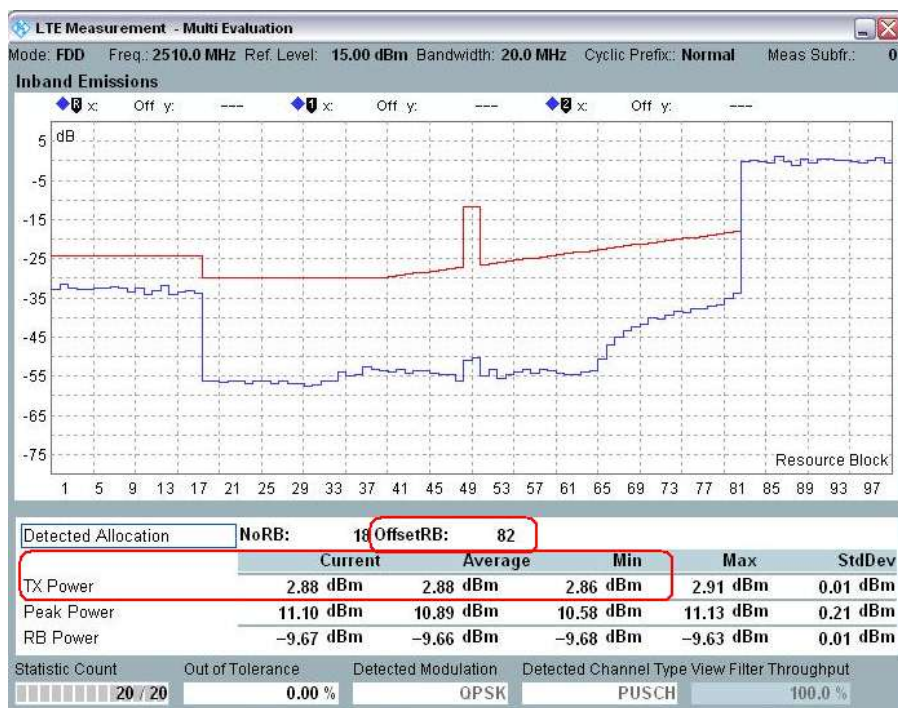 LTE Measurement - Multi Evaluation
Mode: FDD Freq.: 2510.0 MHz Ref. Level: 15.00 dBm Bandwidth: 20.0 MHz Cyclic Prefix.: Normal Meas Subfr.: 0
Inband Emissions
R x: Off y: --- 1 x: Off y: --- 2 x: Off y: ---
dB
5
-5
-15
-25
-35
-45
-55
-65
-75
Resource Block
1 5 9 13 17 21 25 29 33 37 41 45 49 53 57 61 65 69 73 77 81 85 89 93 97
Detected Allocation NoRB: 18 OffsetRB: 82
Current Average Min Max StdDev
TX Power 2.88 dBm 2.88 dBm 2.86 dBm 2.91 dBm 0.01 dBm
Peak Power 11.10 dBm 10.89 dBm 10.58 dBm 11.13 dBm 0.21 dBm
RB Power −9.67 dBm −9.66 dBm −9.68 dBm −9.63 dBm 0.01 dBm
Statistic Count Out of Tolerance Detected Modulation Detected Channel Type View Filter Throughput
20 / 20 0.00 % QPSK PUSCH 100.0 %